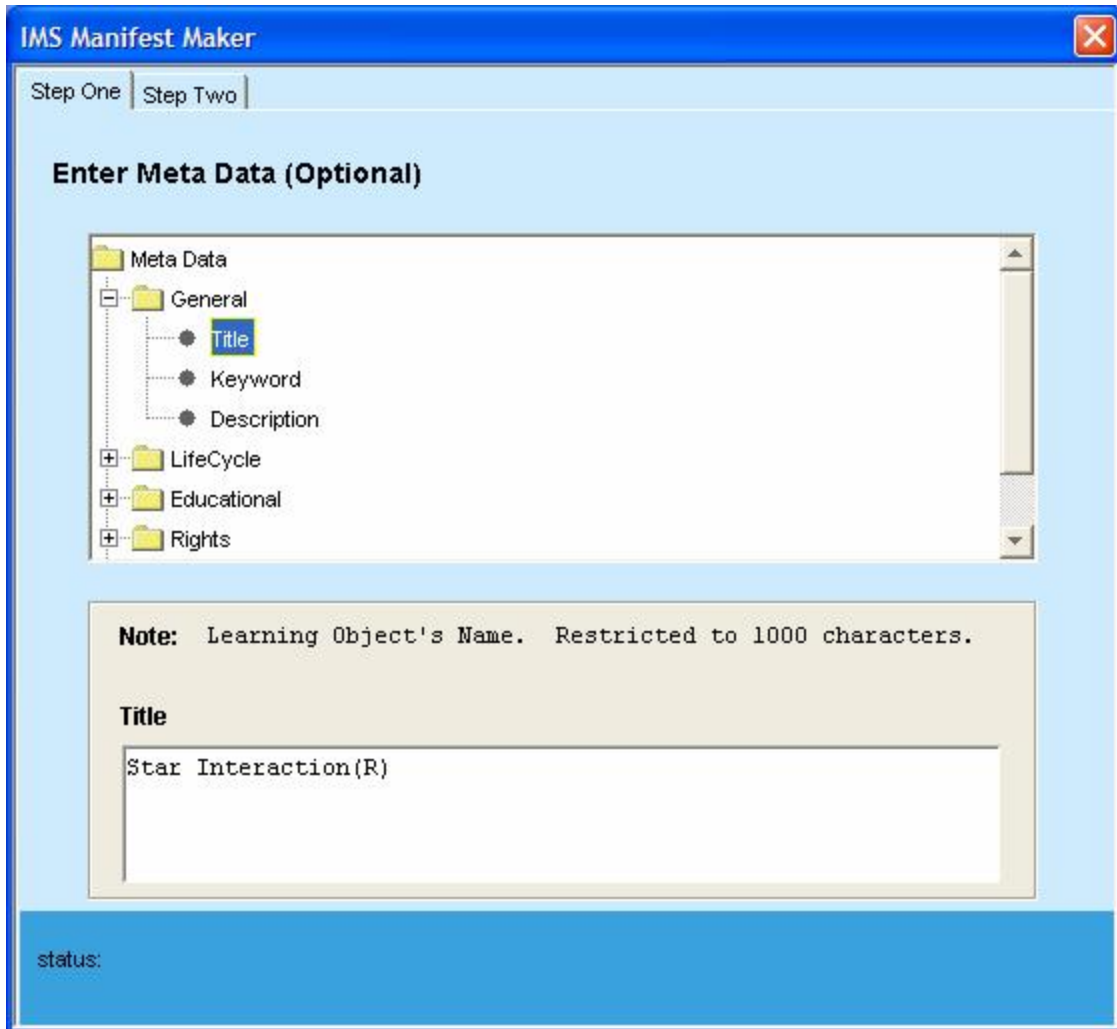 IMS Manifest Maker
Step One Step Two
Enter Meta Data (Optional)
Meta Data
General
Title
Keyword
Description
LifeCycle
Educational
Rights
Note: Learning Object's Name. Restricted to 1000 characters.
Title
Star Interaction(R)
status: